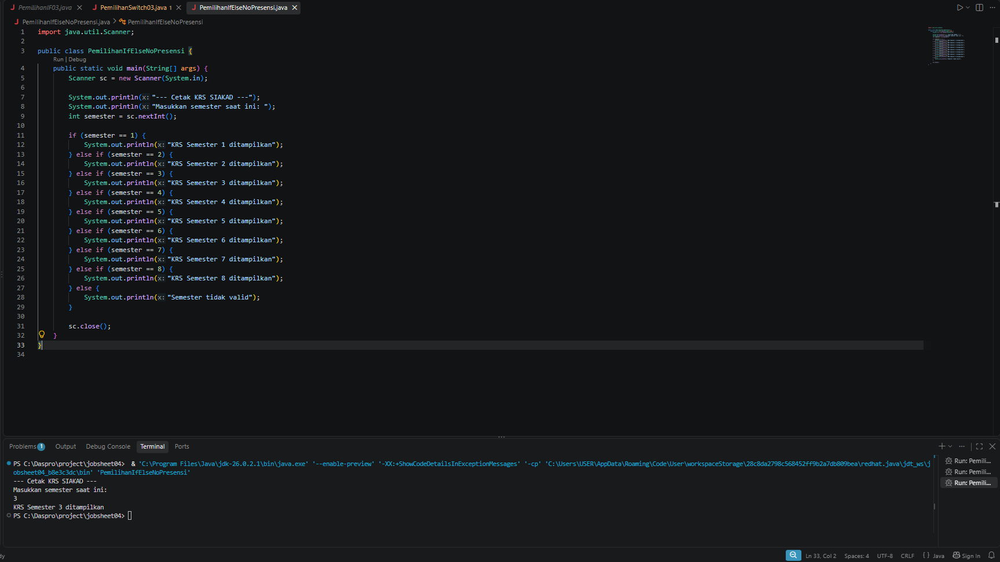 PemilihanIF03.java PemilihanSwitch03.java 1 PemilihanIfElseNoPresensi.java
PemilihanIfElseNoPresensi.java > PemilihanIfElseNoPresensi
1 import java.util.Scanner;
2
3 public class PemilihanIfElseNoPresensi {
Run | Debug
4 public static void main(String[] args) {
5 Scanner sc = new Scanner(System.in);
6
7 System.out.println(x: "--- Cetak KRS SIAKAD ---");
8 System.out.println(x: "Masukkan semester saat ini: ");
9 int semester = sc.nextInt();
10
11 if (semester == 1) {
12 System.out.println(x: "KRS Semester 1 ditampilkan");
13 } else if (semester == 2) {
14 System.out.println(x: "KRS Semester 2 ditampilkan");
15 } else if (semester == 3) {
16 System.out.println(x: "KRS Semester 3 ditampilkan");
17 } else if (semester == 4) {
18 System.out.println(x: "KRS Semester 4 ditampilkan");
19 } else if (semester == 5) {
20 System.out.println(x: "KRS Semester 5 ditampilkan");
21 } else if (semester == 6) {
22 System.out.println(x: "KRS Semester 6 ditampilkan");
23 } else if (semester == 7) {
24 System.out.println(x: "KRS Semester 7 ditampilkan");
25 } else if (semester == 8) {
26 System.out.println(x: "KRS Semester 8 ditampilkan");
27 } else {
28 System.out.println(x: "Semester tidak valid");
29 }
30
31 sc.close();
32 }
33 }
34
Problems 1 Output Debug Console Terminal Ports
PS C:\Daspro\project\jobsheet04> & 'C:\Program Files\Java\jdk-26.0.2.1\bin\java.exe' '--enable-preview' '-XX:+ShowCodeDetailsInExceptionMessages' '-cp' 'C:\Users\USER\AppData\Roaming\Code\User\workspaceStorage\28c8da2798c568452ff9b2a7db809bea\redhat.java\jdt_ws\j
obsheet04_b8e3c3dc\bin' 'PemilihanIfElseNoPresensi'
--- Cetak KRS SIAKAD ---
Masukkan semester saat ini:
3
KRS Semester 3 ditampilkan
PS C:\Daspro\project\jobsheet04>
Run: Pemili...
Run: Pemili...
Run: Pemili...
dy Ln 33, Col 2 Spaces: 4 UTF-8 CRLF { } Java Sign In